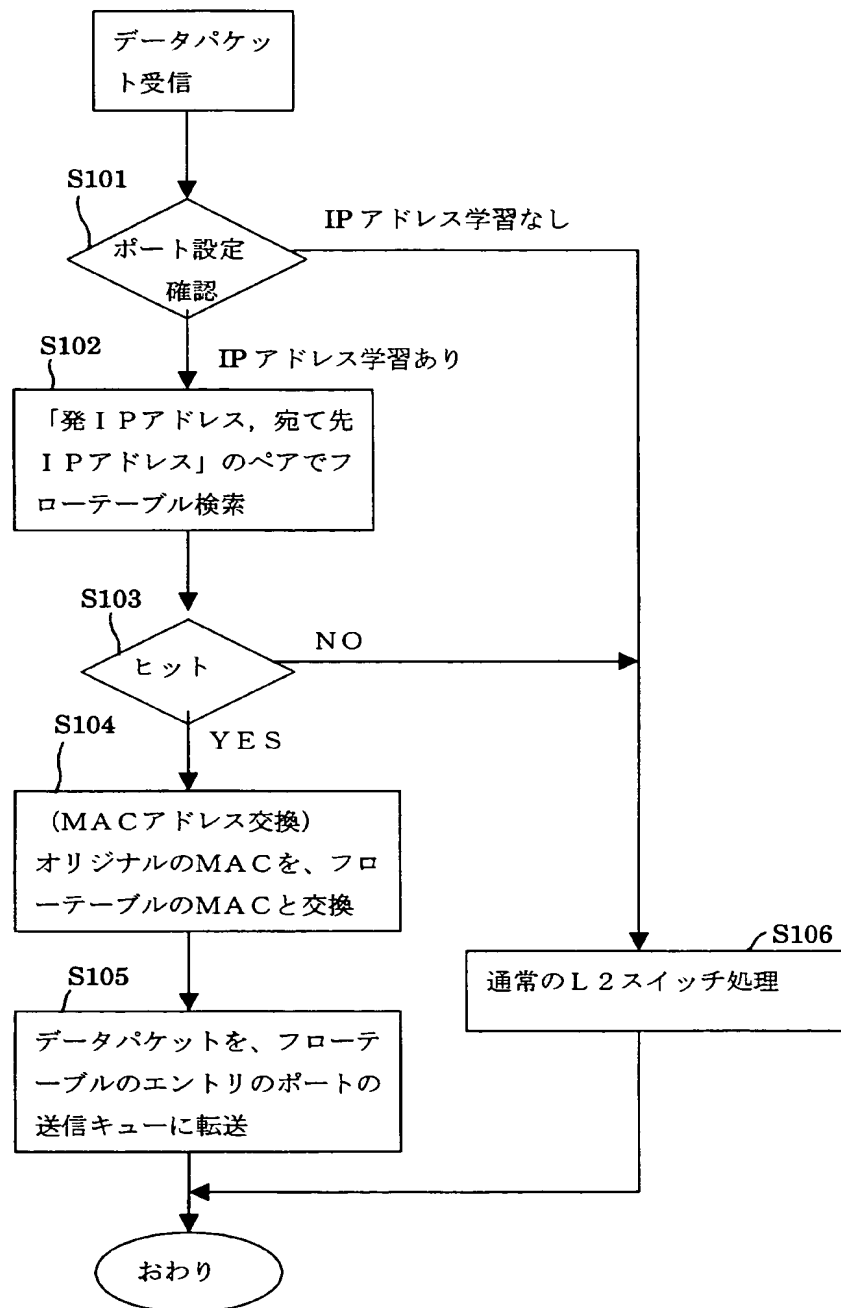 データパケッ
ト受信
S101
IP アドレス学習なし
ポート設定
確認
S102
IP アドレス学習あり
「発ＩＰアドレス，宛て先
ＩＰアドレス」のペアでフ
ローテーブル検索
S103
ヒット
ＮＯ
S104
ＹＥＳ
（ＭＡＣアドレス交換）
オリジナルのＭＡＣを、フロ
ーテーブルのＭＡＣと交換
S106
通常のＬ２スイッチ処理
S105
データパケットを、フローテ
ーブルのエントリのポートの
送信キューに転送
おわり